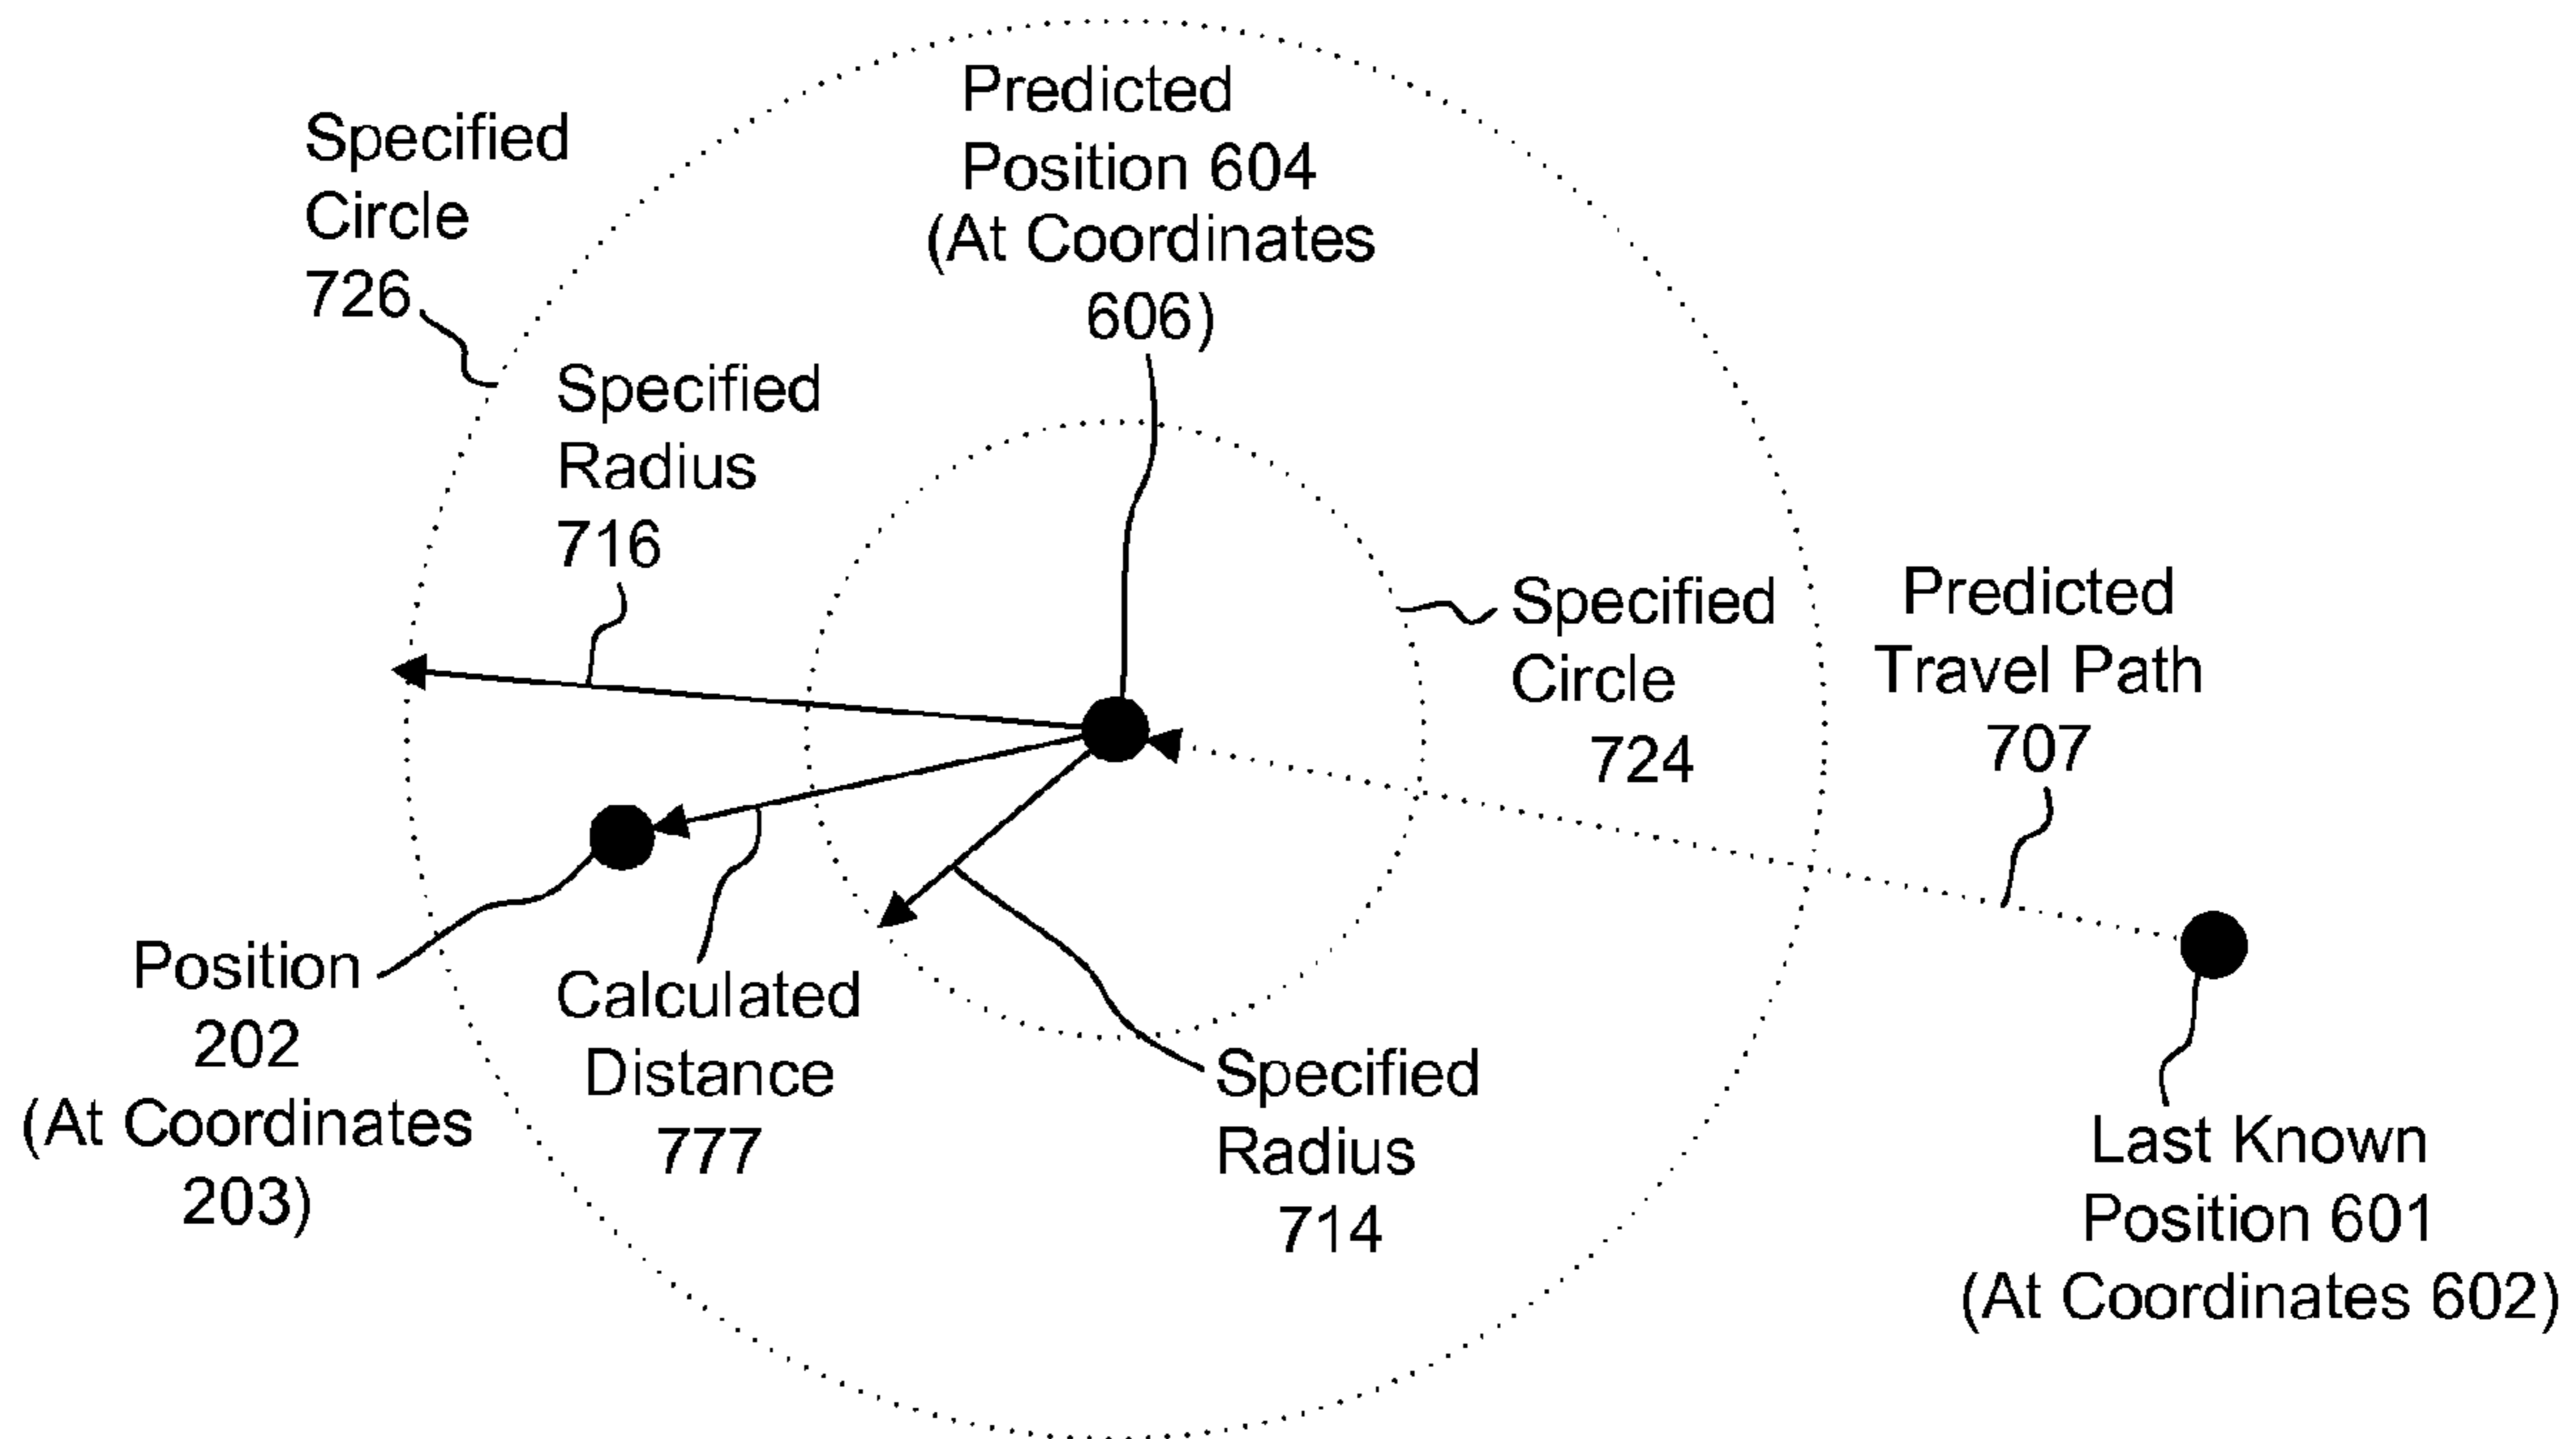 Predicted
Position 604
(At Coordinates
606)
Specified
Circle
726
Specified
Radius
716
Specified
Circle
724
Predicted
Travel Path
707
Position
202
(At Coordinates
203)
Calculated
Distance
777
Specified
Radius
714
Last Known
Position 601
(At Coordinates 602)